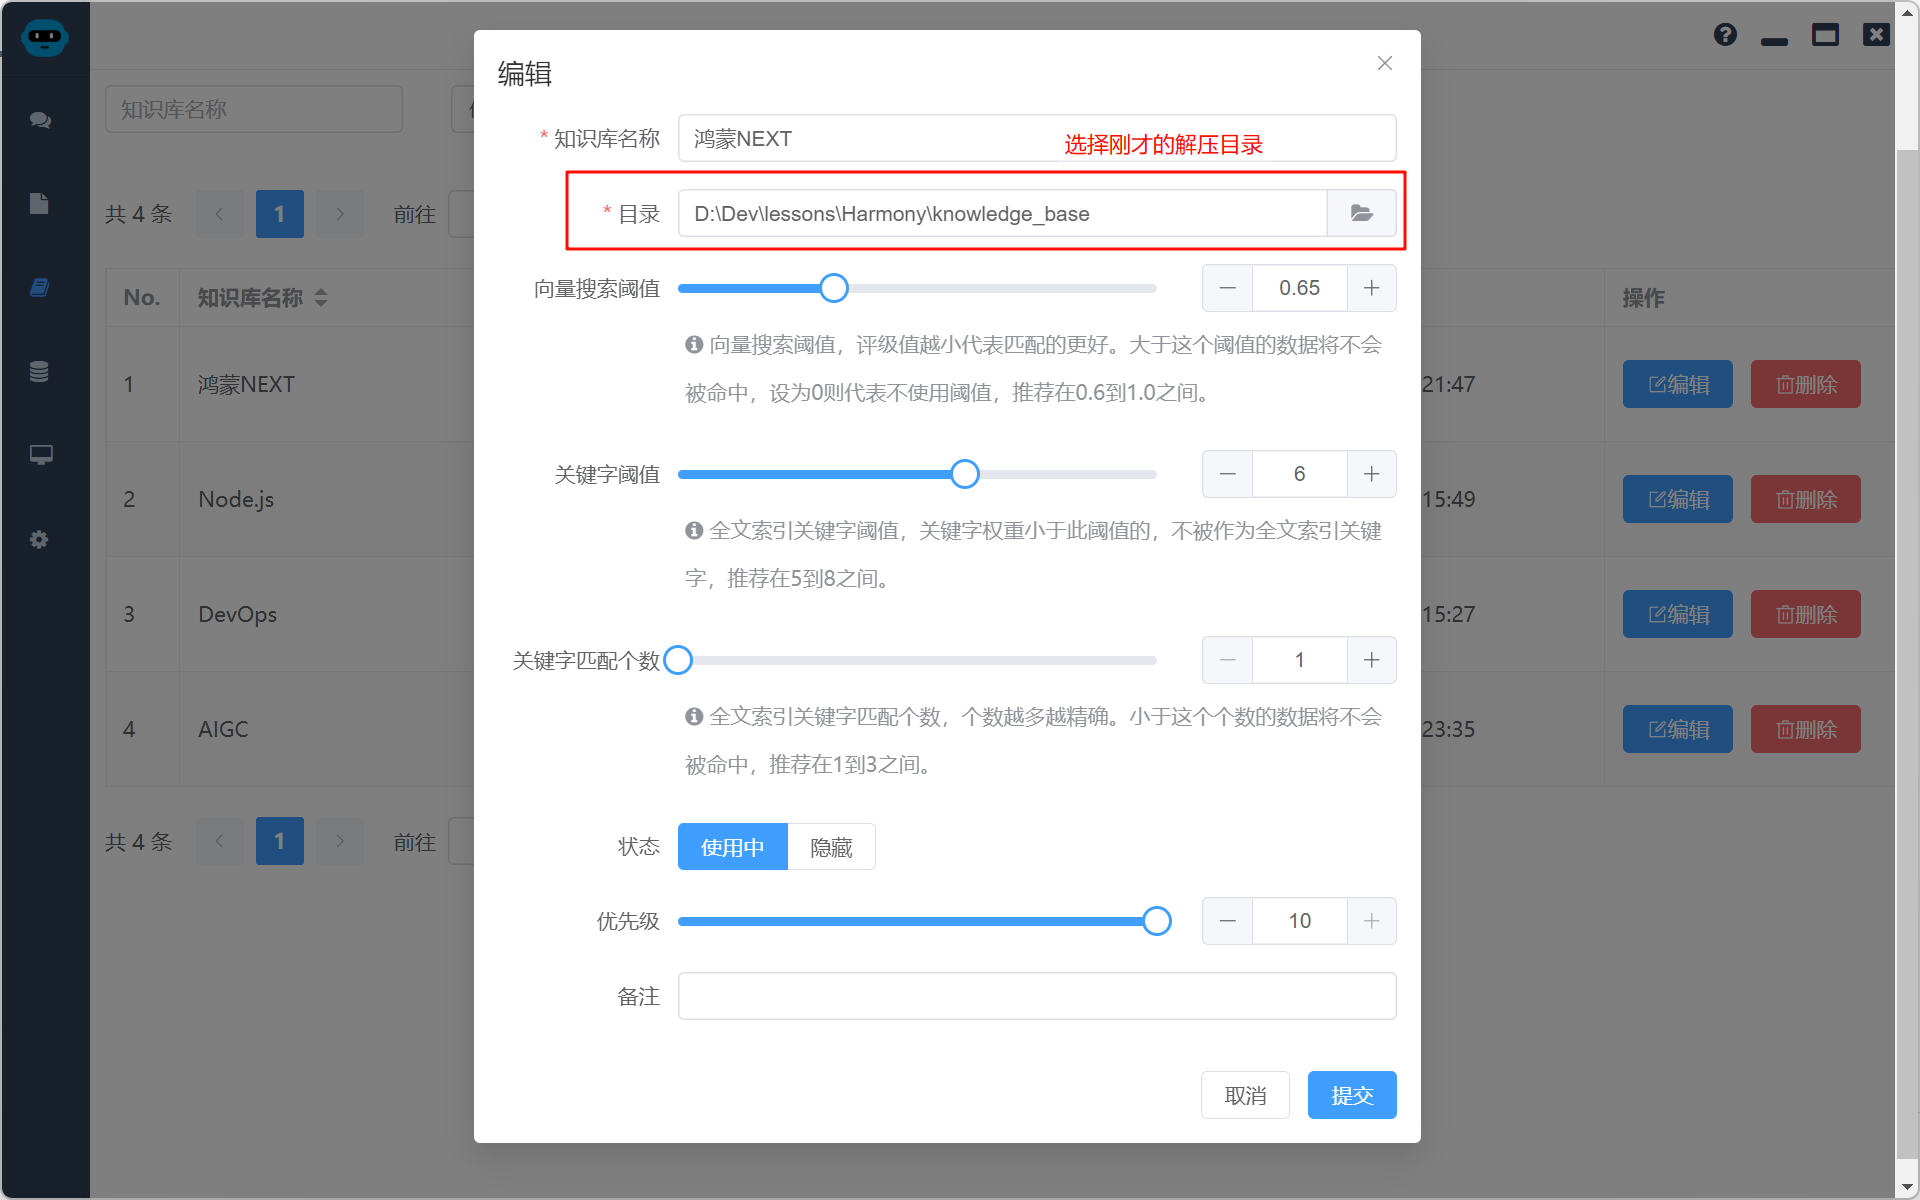 知识库名称
共 4 条
1
前往
No.
知识库名称
操作
1
鸿蒙NEXT
21:47
编辑
删除
2
Node.js
15:49
编辑
删除
3
DevOps
15:27
编辑
删除
4
AIGC
23:35
编辑
删除
共 4 条
1
前往
编辑
* 知识库名称
鸿蒙NEXT
选择刚才的解压目录
* 目录
D:\Dev\lessons\Harmony\knowledge_base
向量搜索阈值
0.65
向量搜索阈值，评级值越小代表匹配的更好。大于这个阈值的数据将不会
被命中，设为0则代表不使用阈值，推荐在0.6到1.0之间。
关键字阈值
6
全文索引关键字阈值，关键字权重小于此阈值的，不被作为全文索引关键
字，推荐在5到8之间。
关键字匹配个数
1
全文索引关键字匹配个数，个数越多越精确。小于这个个数的数据将不会
被命中，推荐在1到3之间。
状态
使用中
隐藏
优先级
10
备注
取消
提交